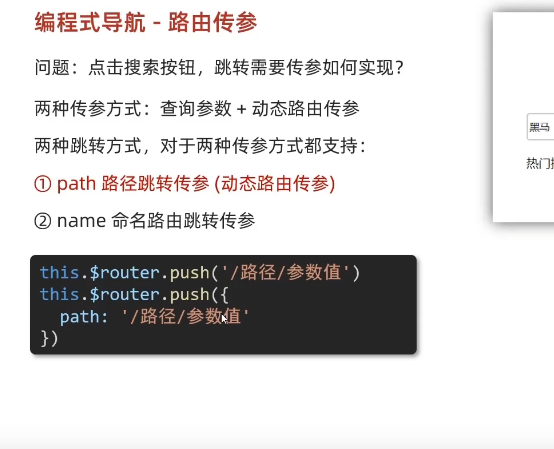 编程式导航 - 路由传参
问题：点击搜索按钮，跳转需要传参如何实现？
两种传参方式：查询参数 + 动态路由传参
两种跳转方式，对于两种传参方式都支持：
① path 路径跳转传参 (动态路由传参)
② name 命名路由跳转传参
this.$router.push('/路径/参数值')
this.$router.push({
  path: '/路径/参数值'
})
黑马
热门